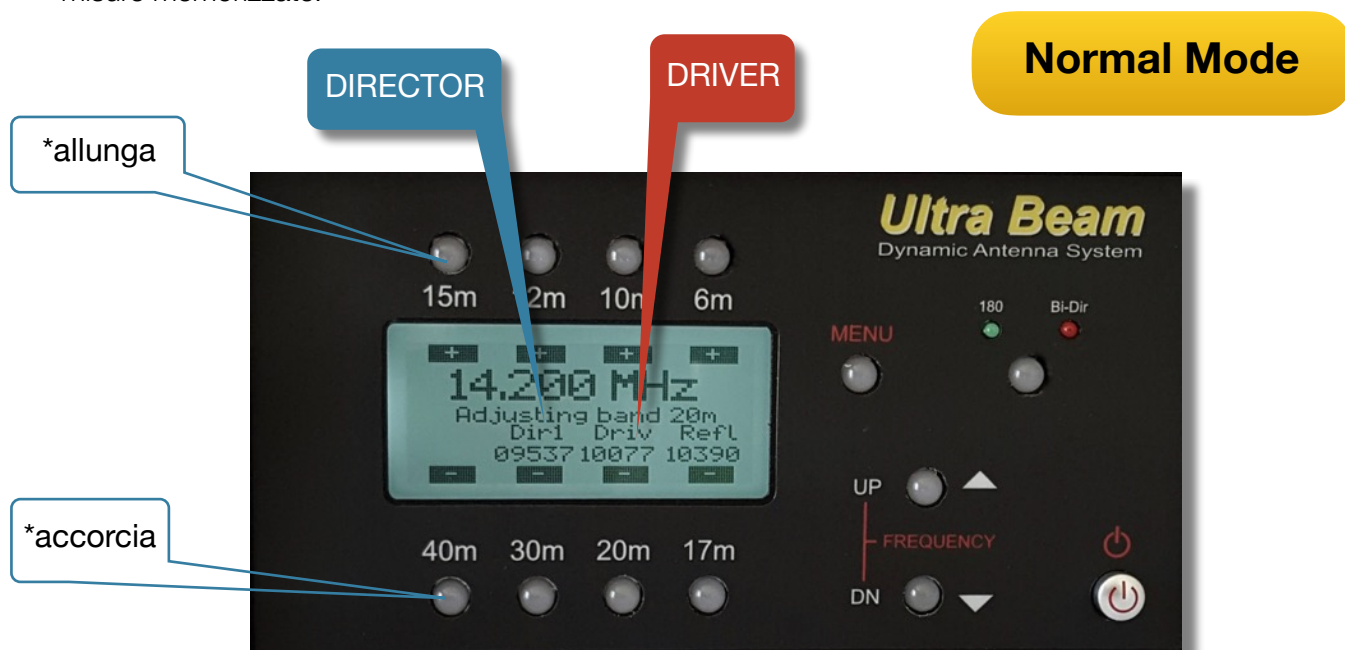 misure memorizzate.
Normal Mode
DIRECTOR
DRIVER
*allunga
Ultra Beam
Dynamic Antenna System
15m 12m 10m 6m
180 Bi-Dir
MENU
+ + + +
14.200 MHz
Adjusting band 20m
Dir1 Driv Refl
09537 10077 10390
- - - -
UP
FREQUENCY
DN
*accorcia
40m 30m 20m 17m